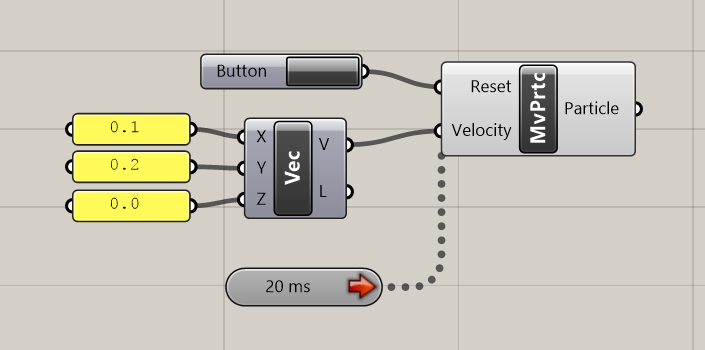 Button
Reset
MvPrtc
Particle
Velocity
0.1
0.2
0.0
X
Y
Z
Vec
V
L
20 ms